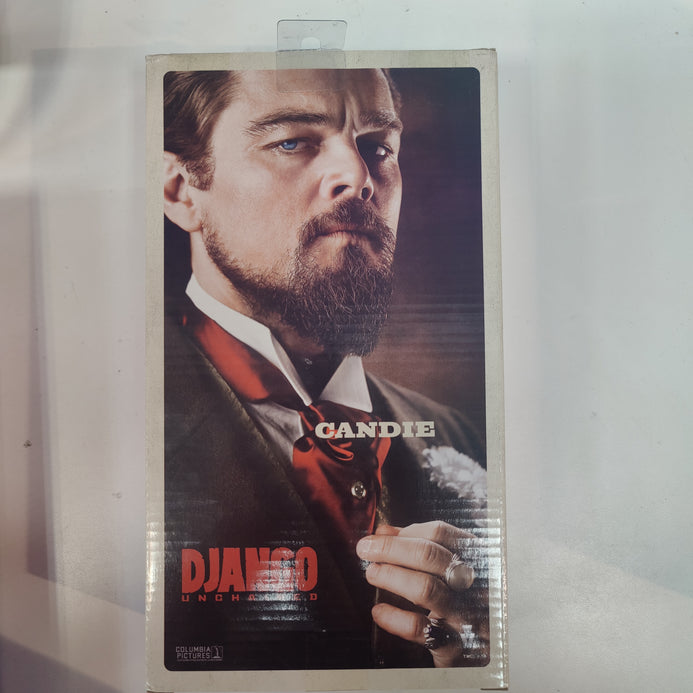 CANDIE
DJANGO
UNCHAINED
COLUMBIA
PICTURES